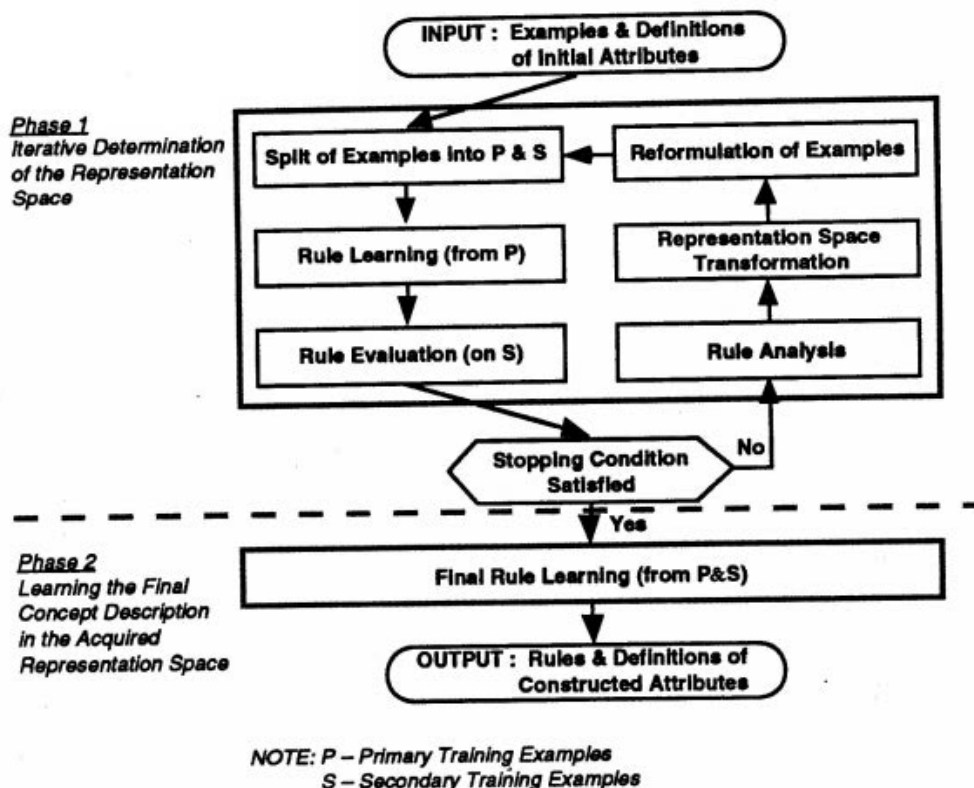 INPUT : Examples & Definitions
of Initial Attributes
Phase 1
Iterative Determination
of the Representation
Space
Split of Examples into P & S
Rule Learning (from P)
Rule Evaluation (on S)
Reformulation of Examples
Representation Space
Transformation
Rule Analysis
No
Stopping Condition
Satisfied
Yes
Phase 2
Learning the Final
Concept Description
in the Acquired
Representation Space
Final Rule Learning (from P&S)
OUTPUT : Rules & Definitions of
Constructed Attributes
NOTE: P – Primary Training Examples
S – Secondary Training Examples